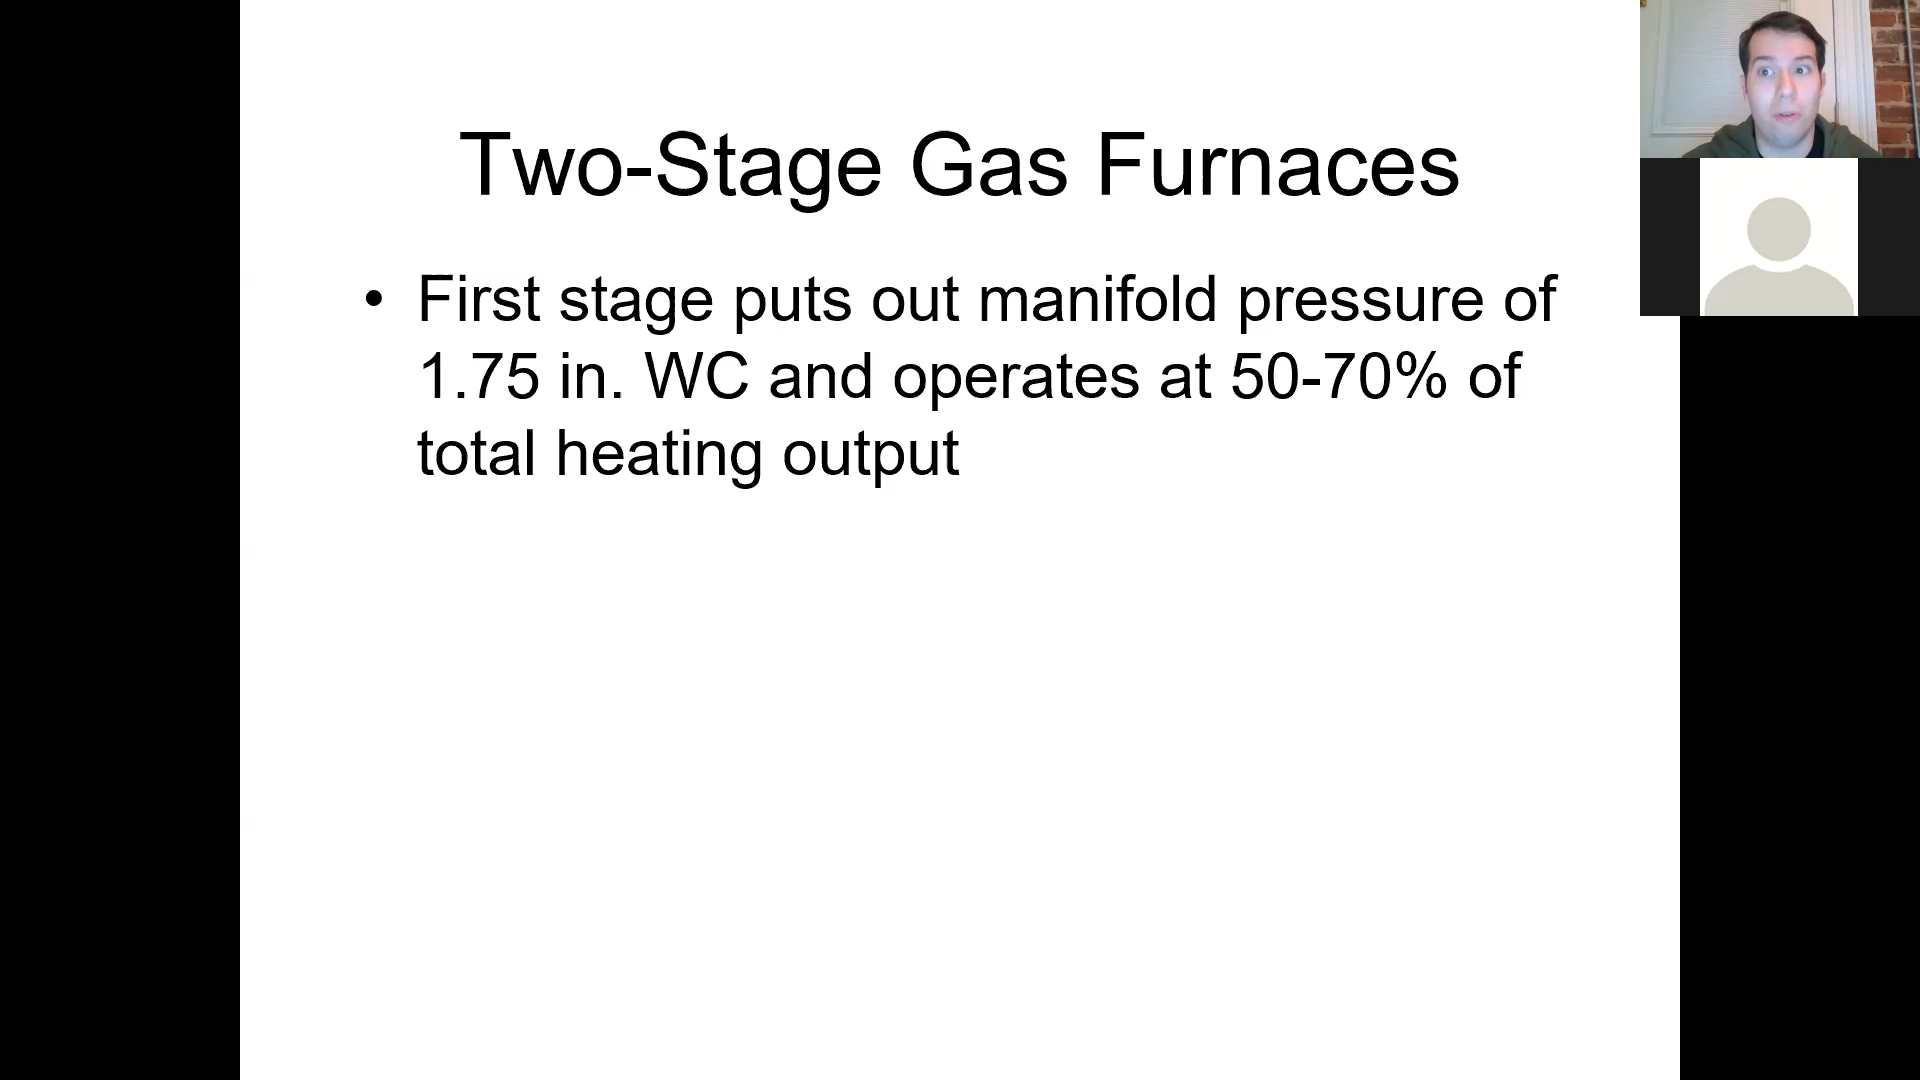 Two-Stage Gas Furnaces
• First stage puts out manifold pressure of
1.75 in. WC and operates at 50-70% of
total heating output